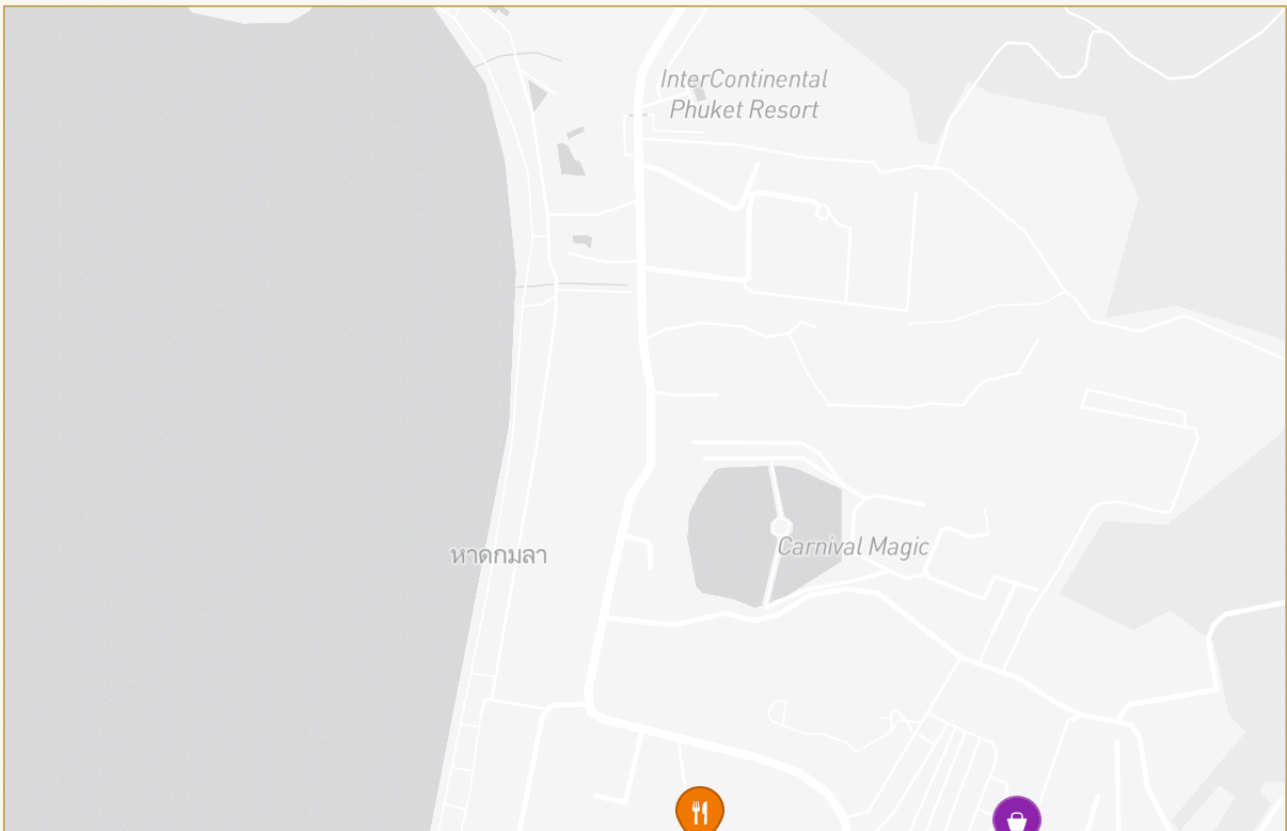 InterContinental
Phuket Resort
Carnival Magic
หาดกมลา